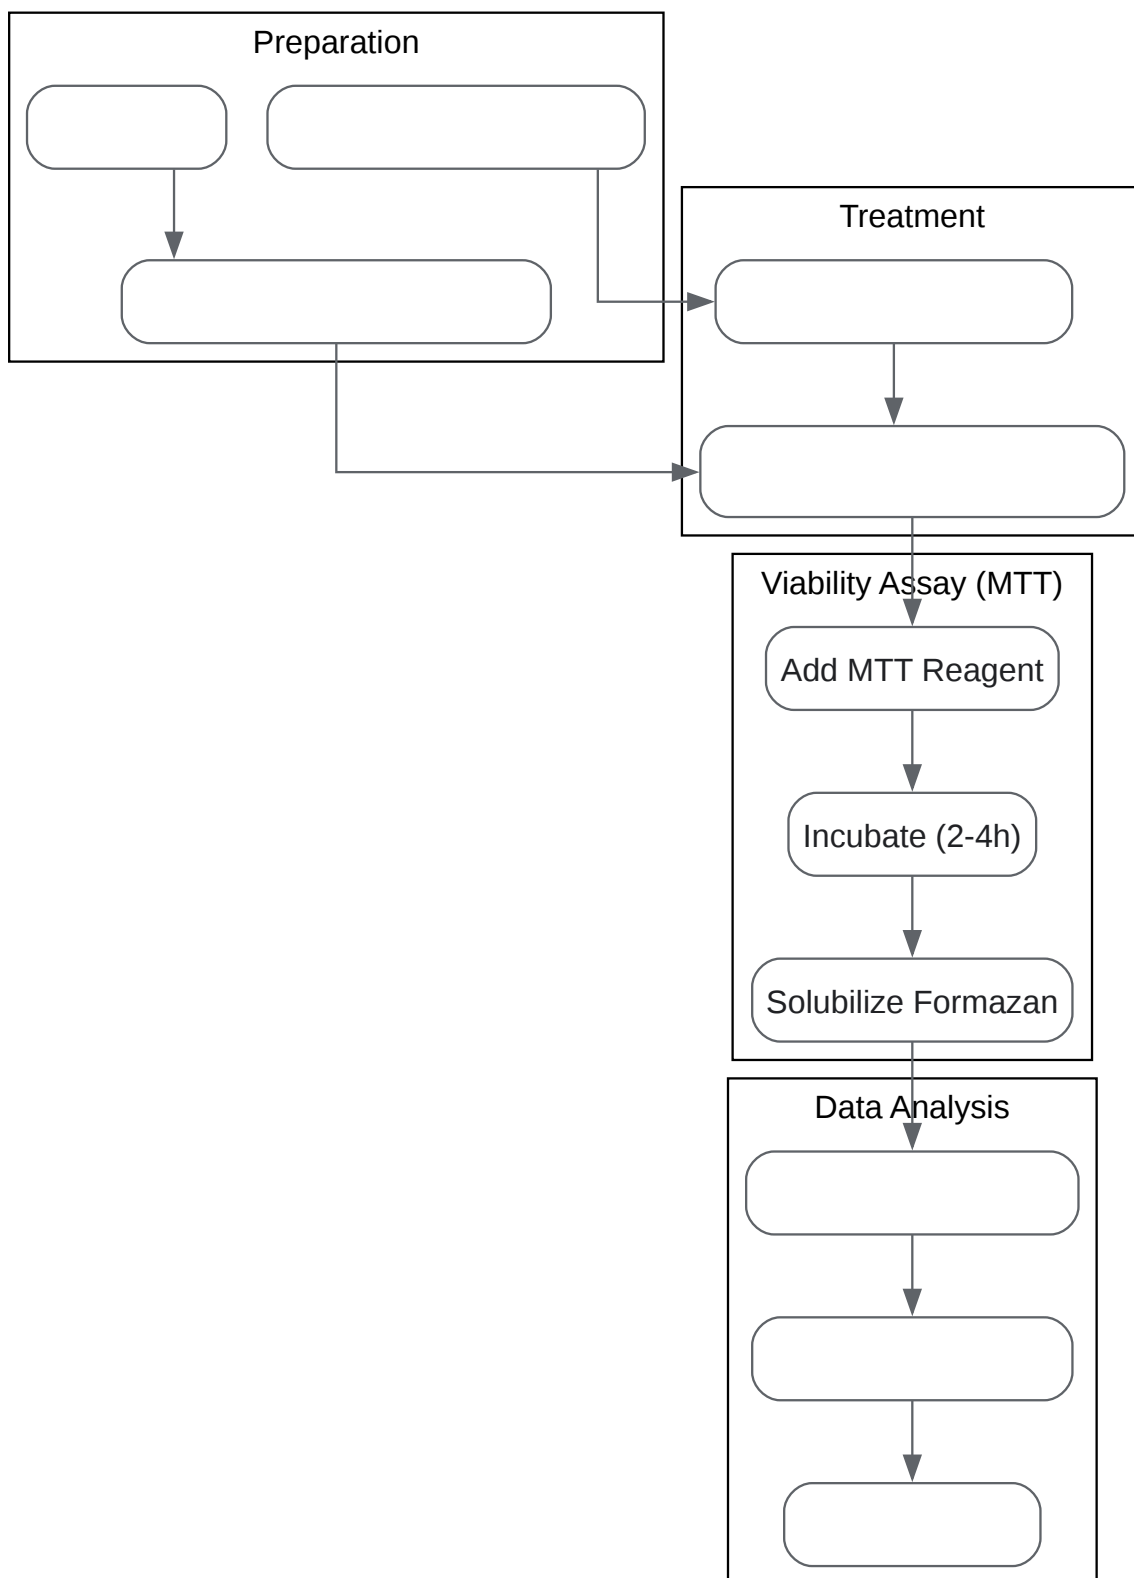 Preparation
Treatment
Viability Assay (MTT)
Add MTT Reagent
Incubate (2-4h)
Solubilize Formazan
Data Analysis